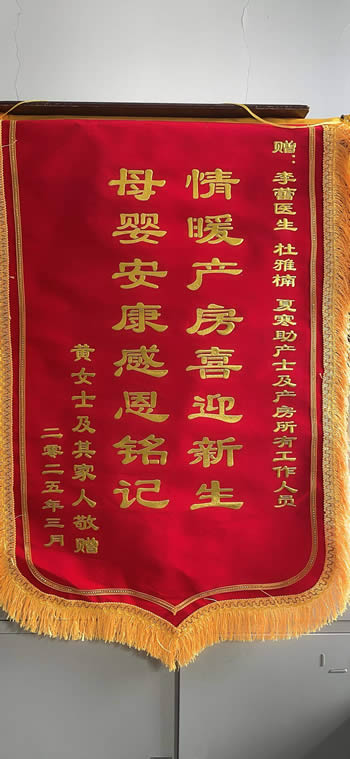 赠：李蕾医生 杜雅楠 夏寒助产士及产房所有工作人员
情暖产房喜迎新生
母婴安康感恩铭记
黄女士及其家人敬赠
二零二五年三月